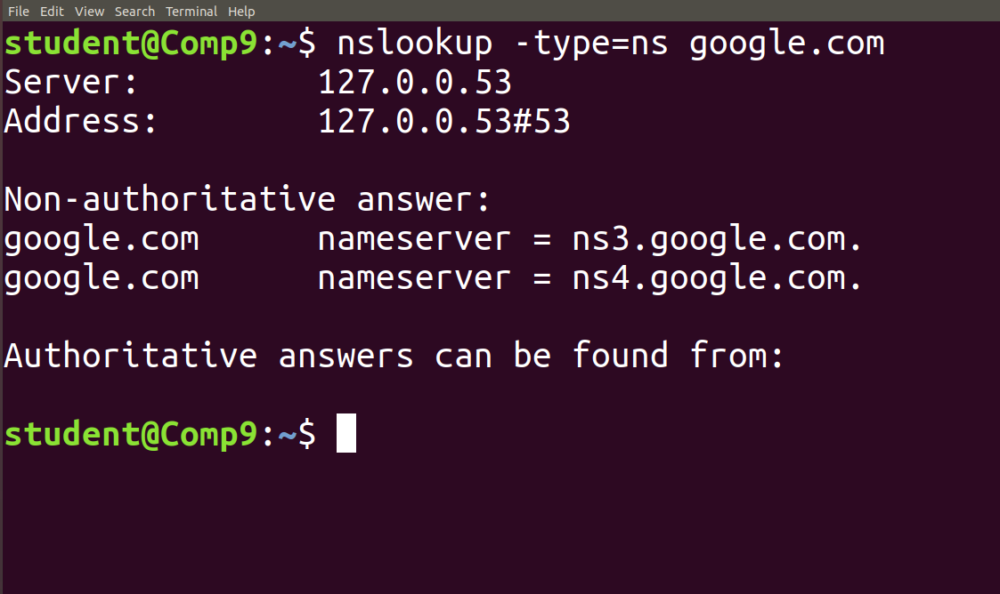 File Edit View Search Terminal Help
student@Comp9:~$ nslookup -type=ns google.com
Server: 127.0.0.53
Address: 127.0.0.53#53
Non-authoritative answer:
google.com nameserver = ns3.google.com.
google.com nameserver = ns4.google.com.
Authoritative answers can be found from:
student@Comp9:~$